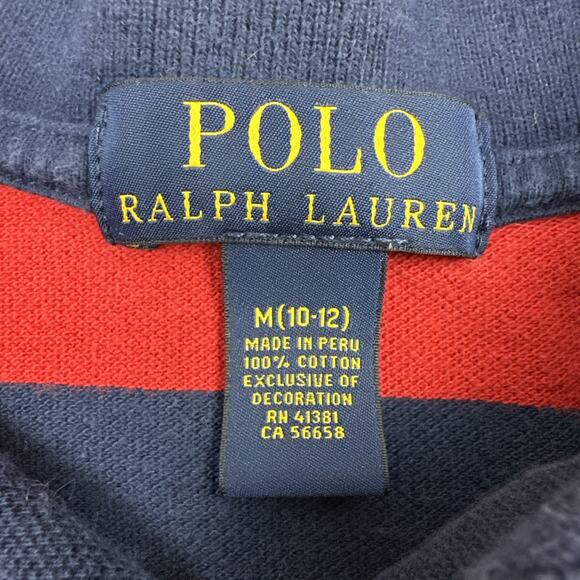 POLO
RALPH LAUREN
M(10-12)
MADE IN PERU
100% COTTON
EXCLUSIVE OF
DECORATION
RN 41381
CA 56658